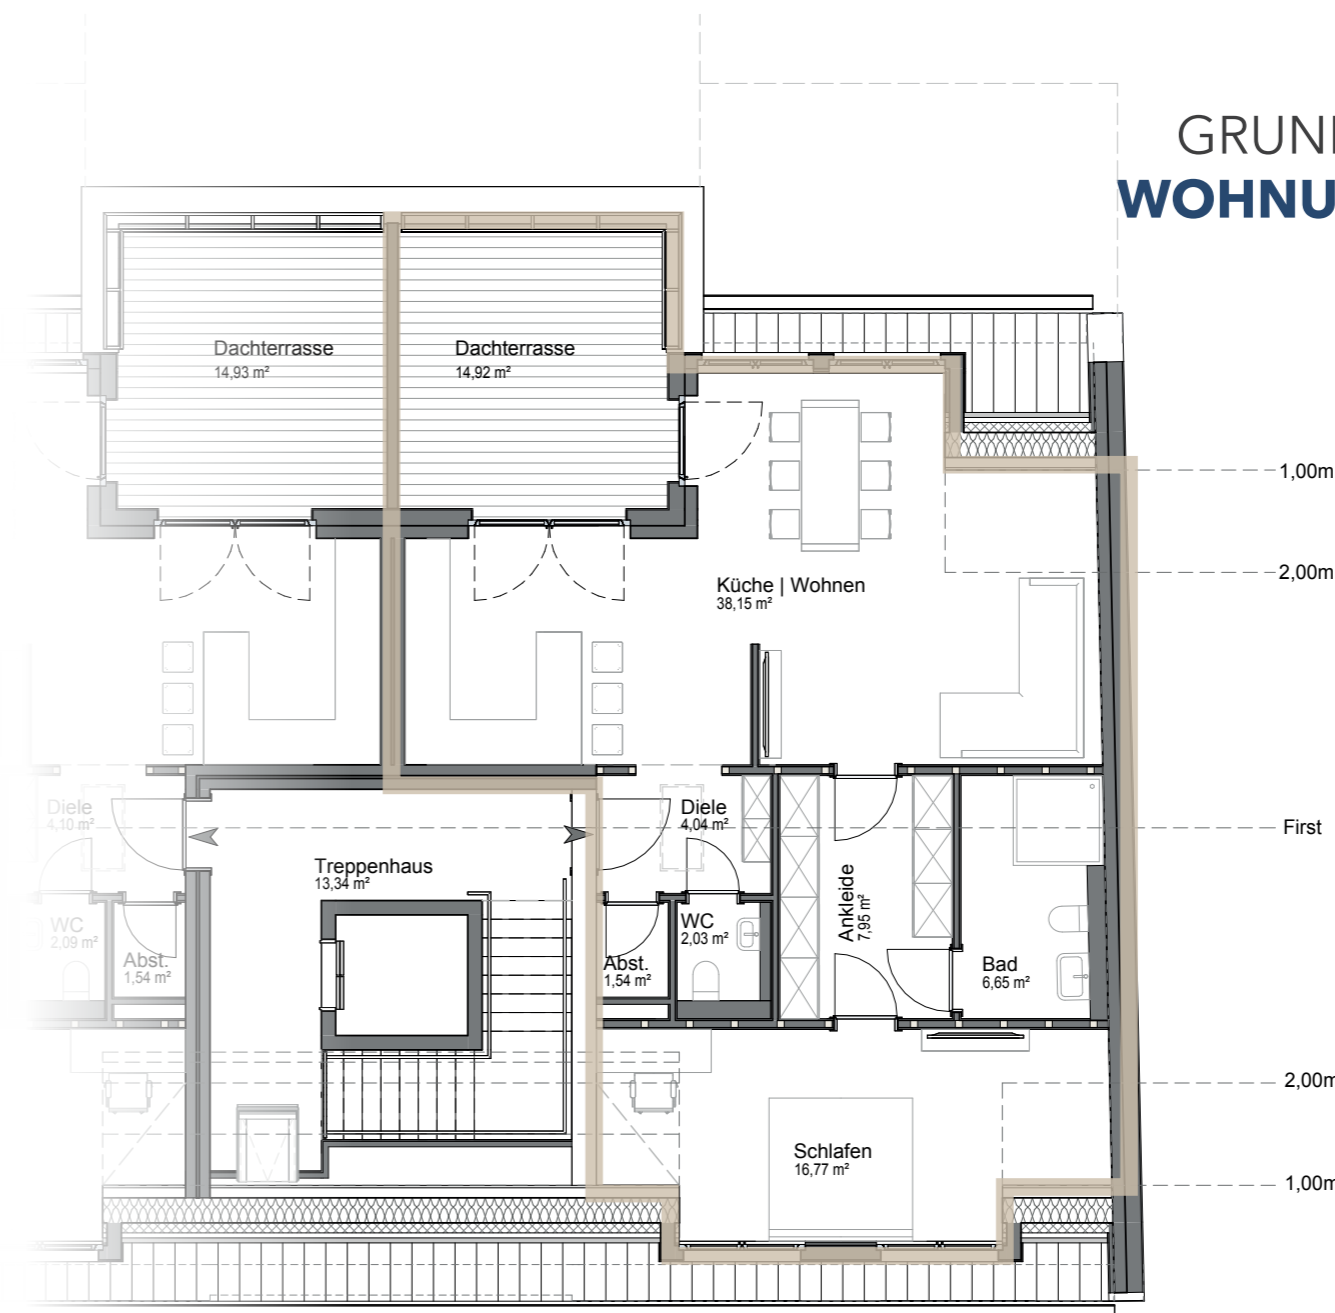 GRUN
WOHNU
Dachterrasse
14,93 m²
Dachterrasse
14,92 m²
1,00m
2,00m
Küche | Wohnen
38,15 m²
Diele
4,10 m²
Diele
4,04 m²
First
Treppenhaus
13,34 m²
Ankleide
7,95 m²
WC
2,09 m²
WC
2,03 m²
Abst.
1,54 m²
Abst.
1,54 m²
Bad
6,65 m²
2,00m
Schlafen
16,77 m²
1,00m